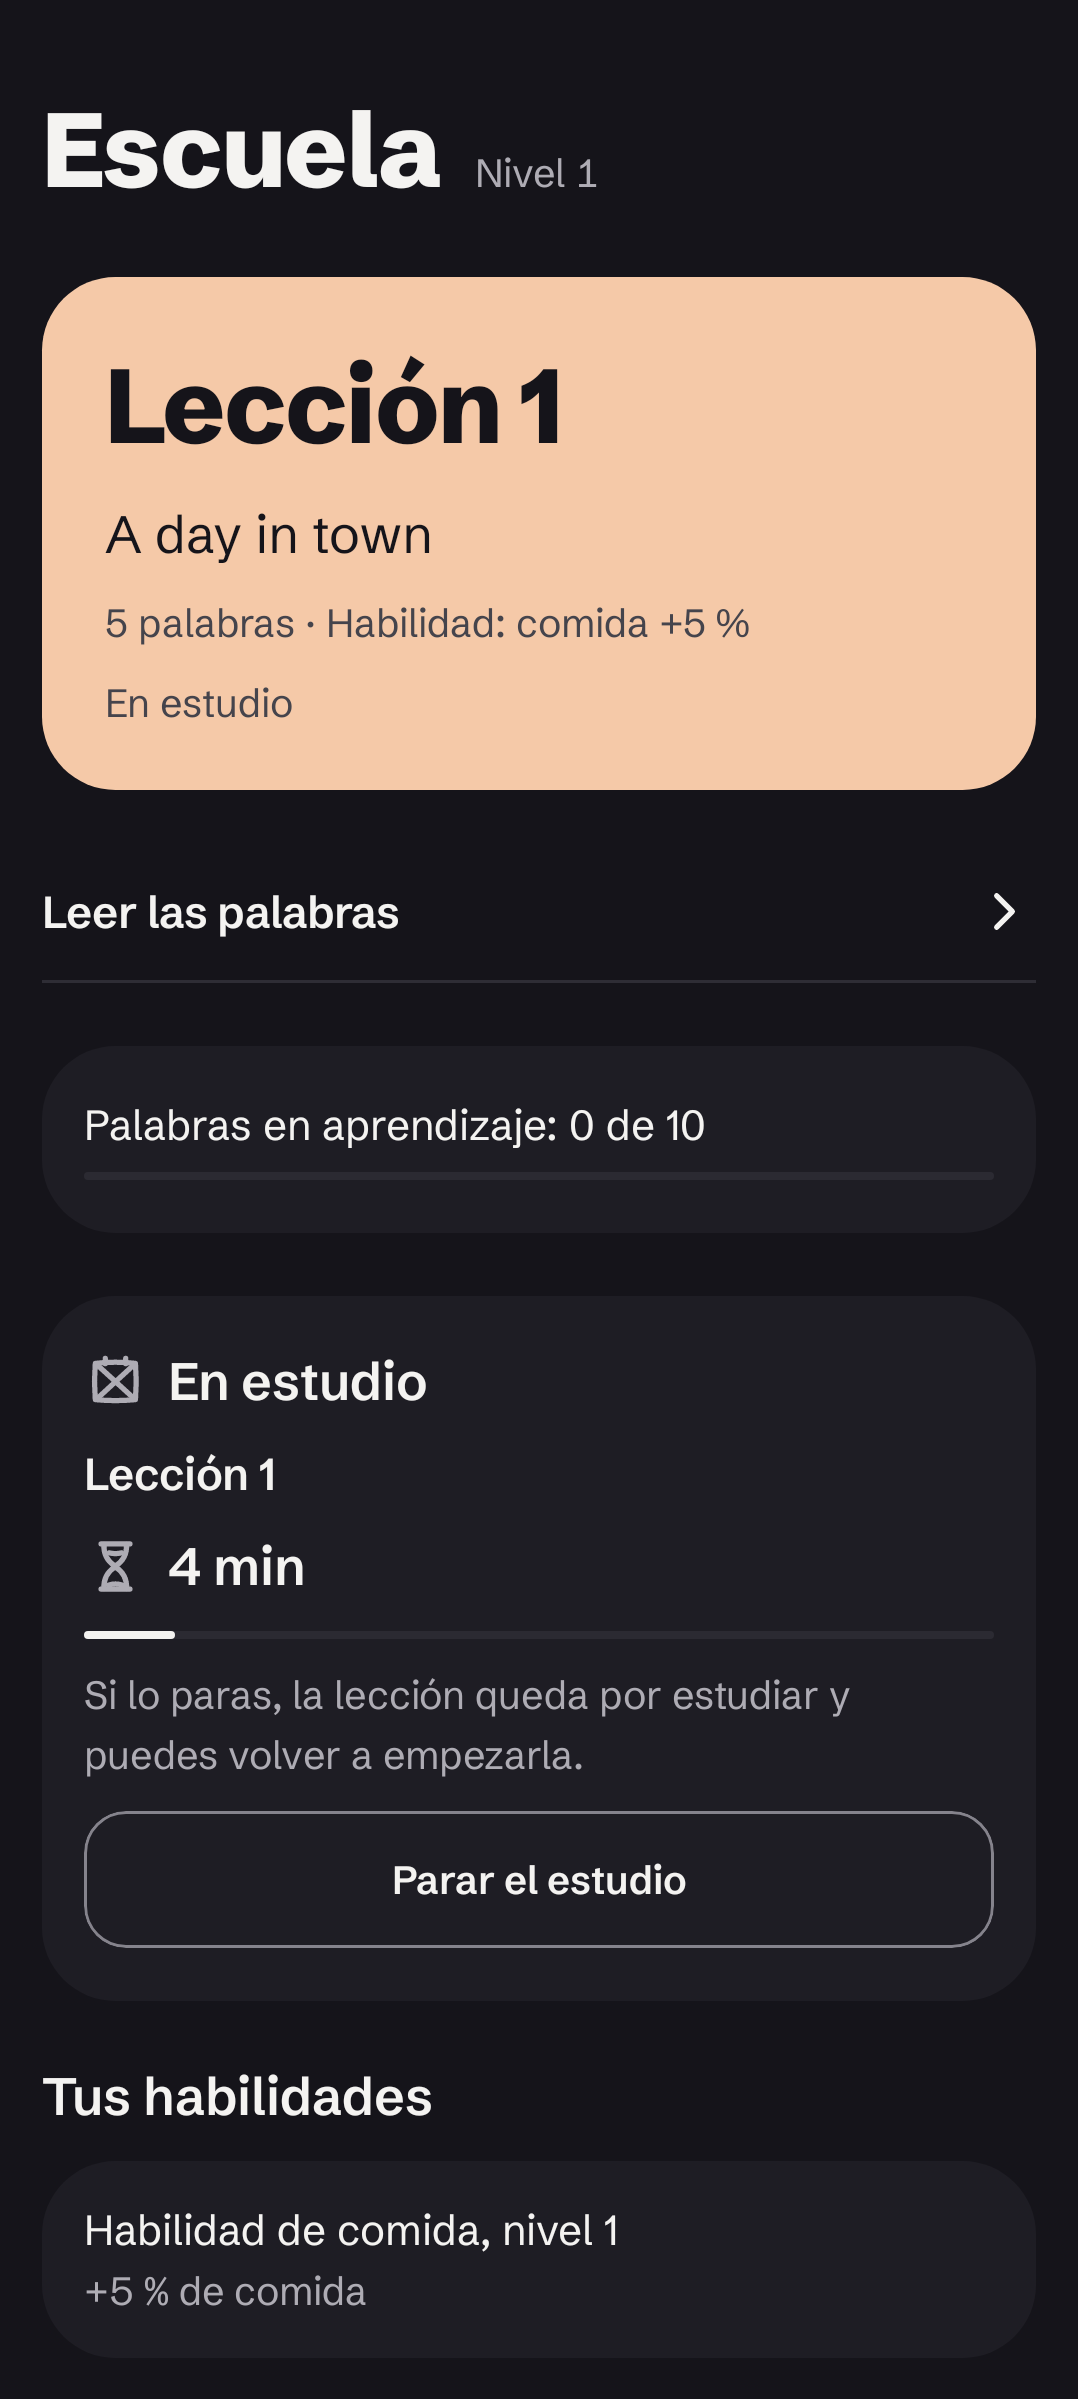 Escuela Nivel 1
Lección 1
A day in town
5 palabras · Habilidad: comida +5 %
En estudio
Leer las palabras
Palabras en aprendizaje: 0 de 10
En estudio
Lección 1
4 min
Si lo paras, la lección queda por estudiar y
puedes volver a empezarla.
Parar el estudio
Tus habilidades
Habilidad de comida, nivel 1
+5 % de comida